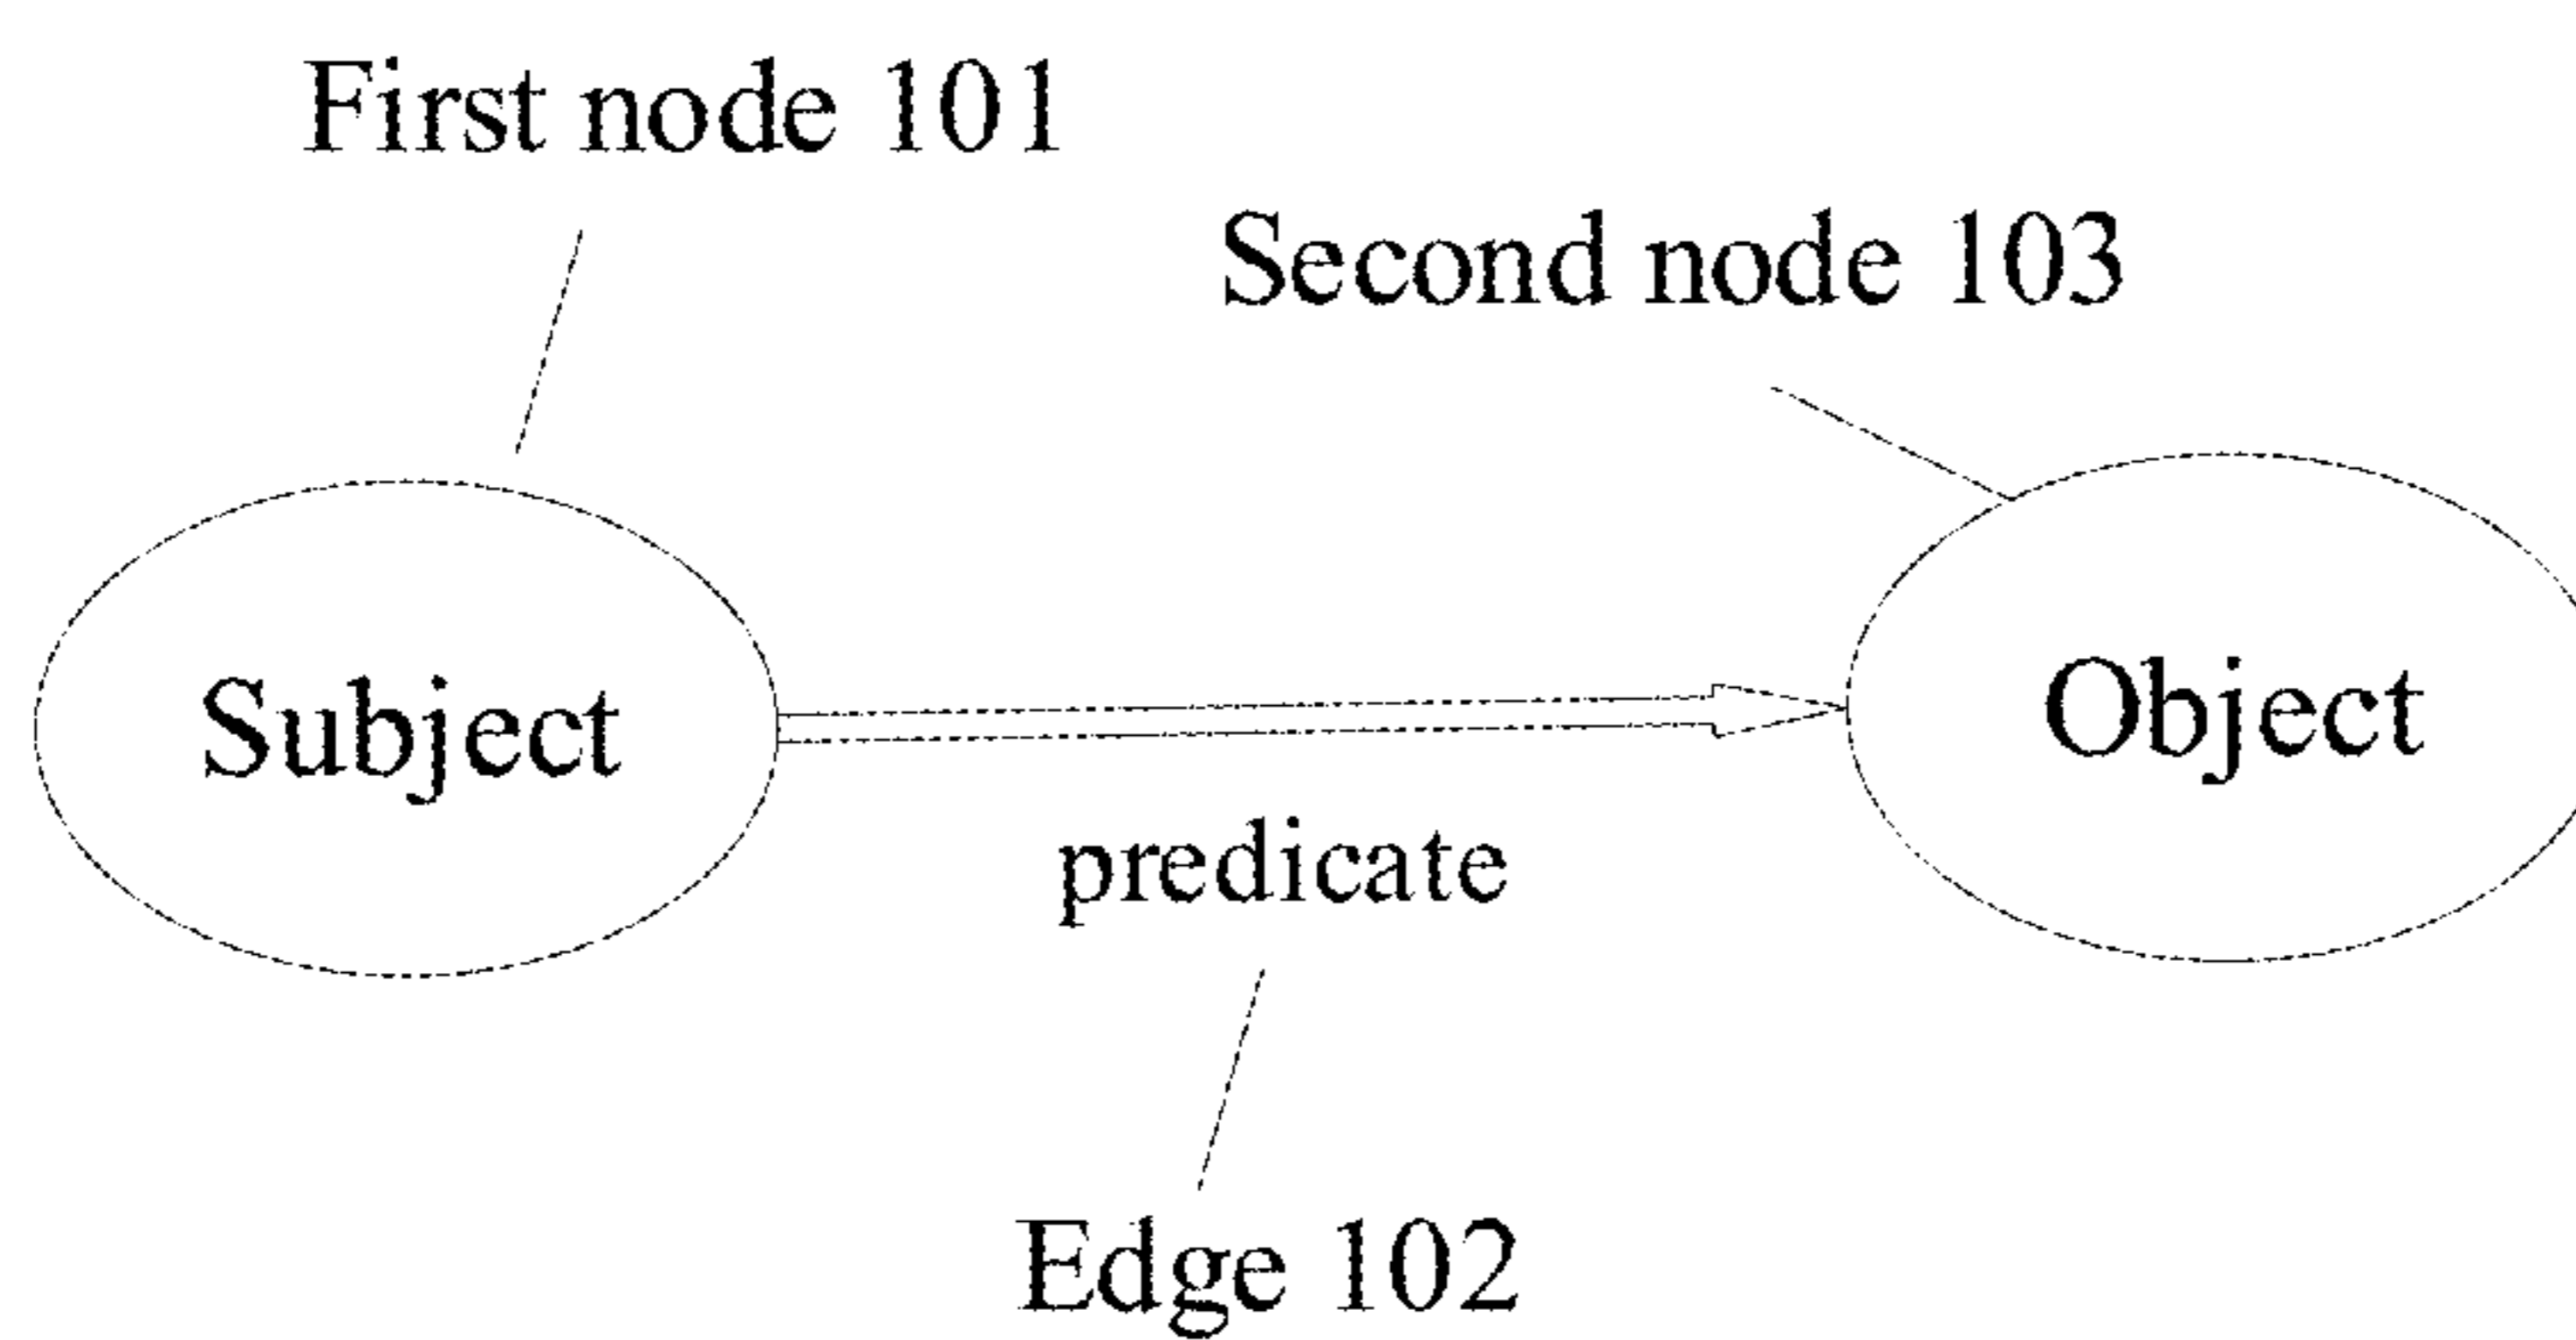 First node 101
Second node 103
Subject
Object
predicate
Edge 102